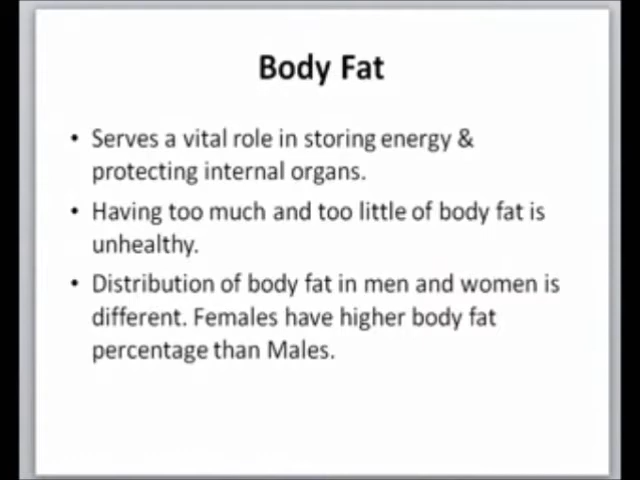 Body Fat
• Serves a vital role in storing energy &
protecting internal organs.
• Having too much and too little of body fat is
unhealthy.
• Distribution of body fat in men and women is
different. Females have higher body fat
percentage than Males.